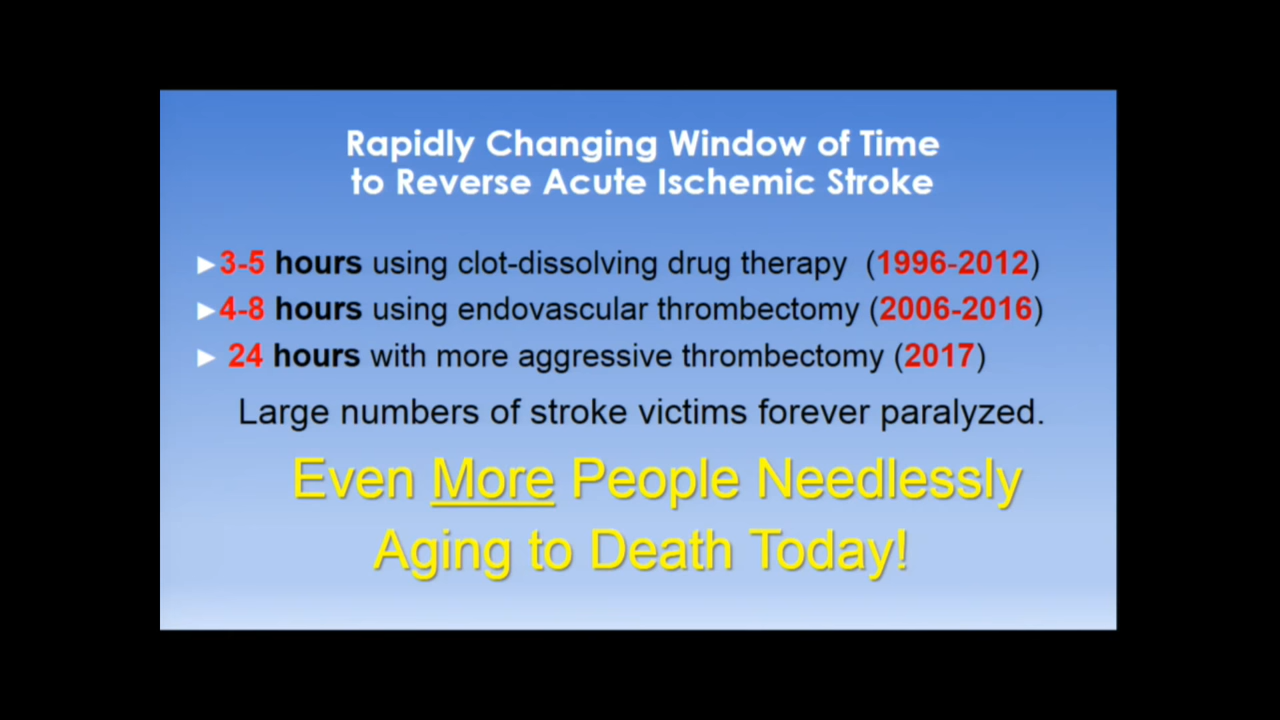 Rapidly Changing Window of Time
to Reverse Acute Ischemic Stroke
►3-5 hours using clot-dissolving drug therapy (1996-2012)
►4-8 hours using endovascular thrombectomy (2006-2016)
► 24 hours with more aggressive thrombectomy (2017)
Large numbers of stroke victims forever paralyzed.
Even More People Needlessly
Aging to Death Today!